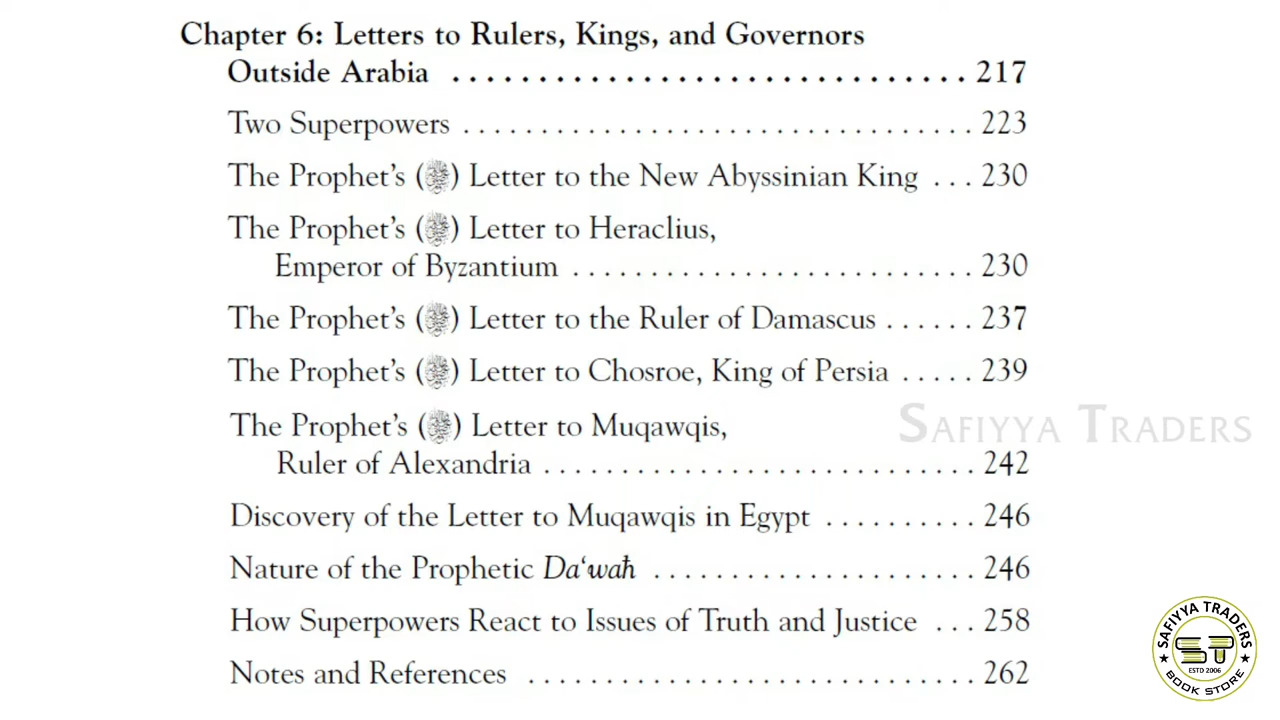 Chapter 6: Letters to Rulers, Kings, and Governors
Outside Arabia . . . . . . . . . . . . . . . . . . . . . . . . . . . . . . 217
Two Superpowers . . . . . . . . . . . . . . . . . . . . . . . . . . . . . . . . . . . . . . . 223
The Prophet's (ﷺ) Letter to the New Abyssinian King . . . 230
The Prophet's (ﷺ) Letter to Heraclius,
Emperor of Byzantium . . . . . . . . . . . . . . . . . . . . . . . . . . . . . . . 230
The Prophet's (ﷺ) Letter to the Ruler of Damascus . . . . . . 237
The Prophet's (ﷺ) Letter to Chosroe, King of Persia . . . . . 239
The Prophet's (ﷺ) Letter to Muqawqis,
Ruler of Alexandria . . . . . . . . . . . . . . . . . . . . . . . . . . . . . . . . . 242
Discovery of the Letter to Muqawqis in Egypt . . . . . . . . . . . 246
Nature of the Prophetic Da‘waħ . . . . . . . . . . . . . . . . . . . . . . . . 246
How Superpowers React to Issues of Truth and Justice . . . 258
Notes and References . . . . . . . . . . . . . . . . . . . . . . . . . . . . . . . . . 262
SAFIYYA TRADERS
SAFIYYA TRADERS
ST
ESTD 2006
BOOK STORE